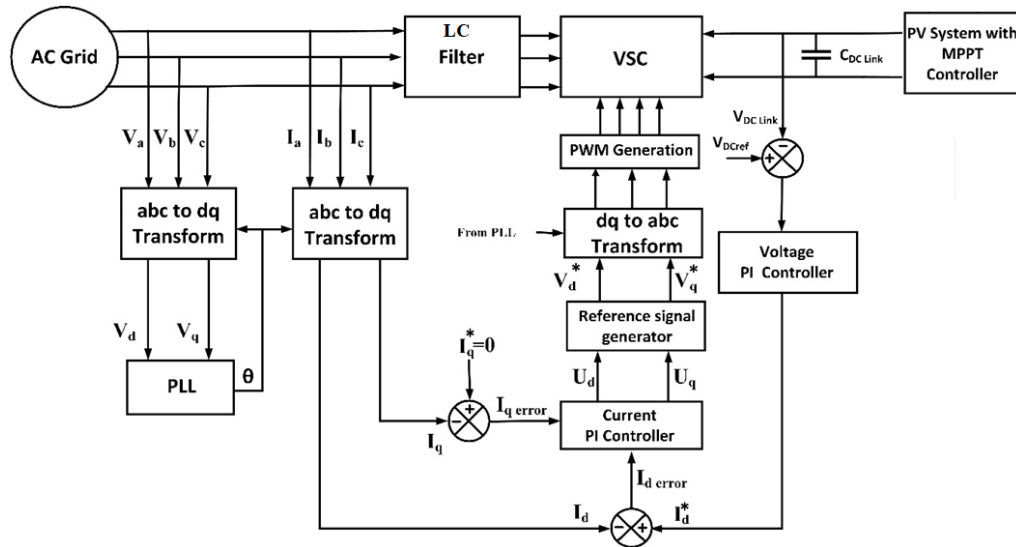 AC Grid
LC
Filter
VSC
C_DC Link
PV System with
MPPT
Controller
V_a
V_b
V_c
I_a
I_b
I_c
V_DC Link
V_DCref
−
+
PWM Generation
abc to dq
Transform
abc to dq
Transform
From PLL
dq to abc
Transform
Voltage
PI Controller
V_d
V_q
V_d*
V_q*
Reference signal
generator
PLL
θ
I_q*=0
U_d
U_q
+
−
I_q error
I_q
Current
PI Controller
I_d error
I_d
−
+
I_d*